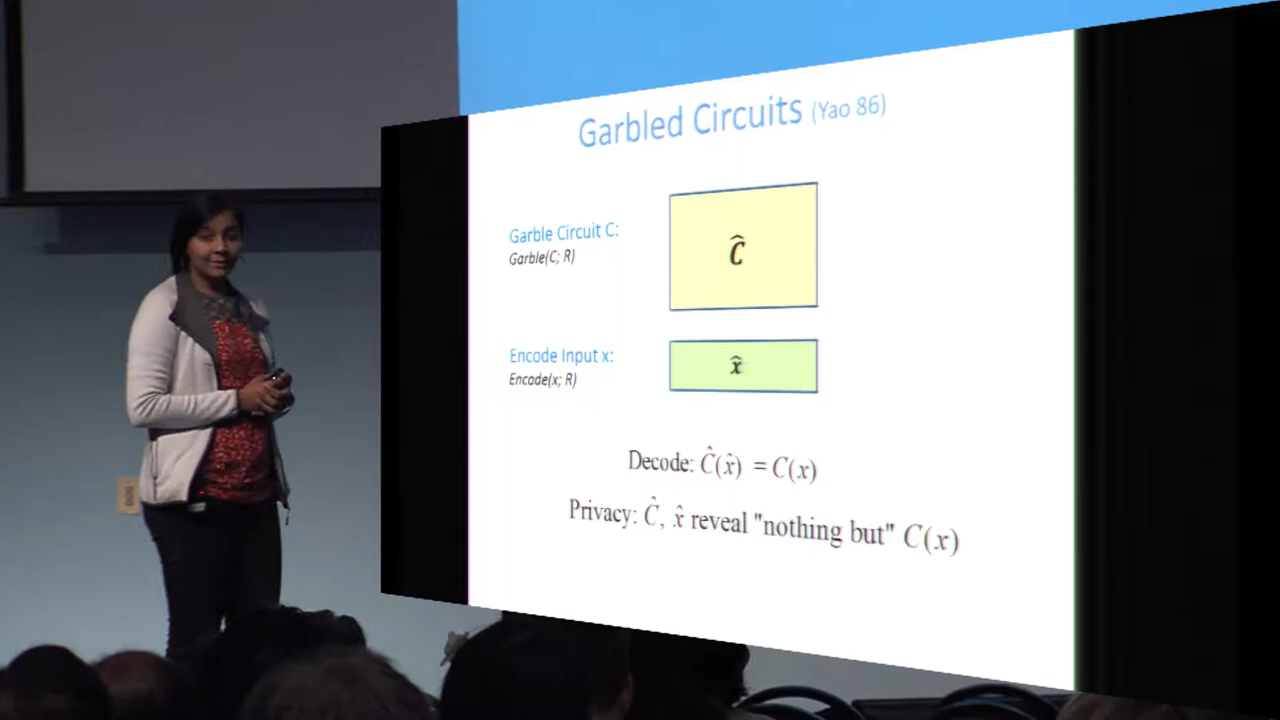 Garbled Circuits (Yao 86)
Garble Circuit C:
Garble(C; R)
Ĉ
Encode Input x:
Encode(x; R)
x̂
Decode: Ĉ(x̂) = C(x)
Privacy: Ĉ, x̂ reveal "nothing but" C(x)